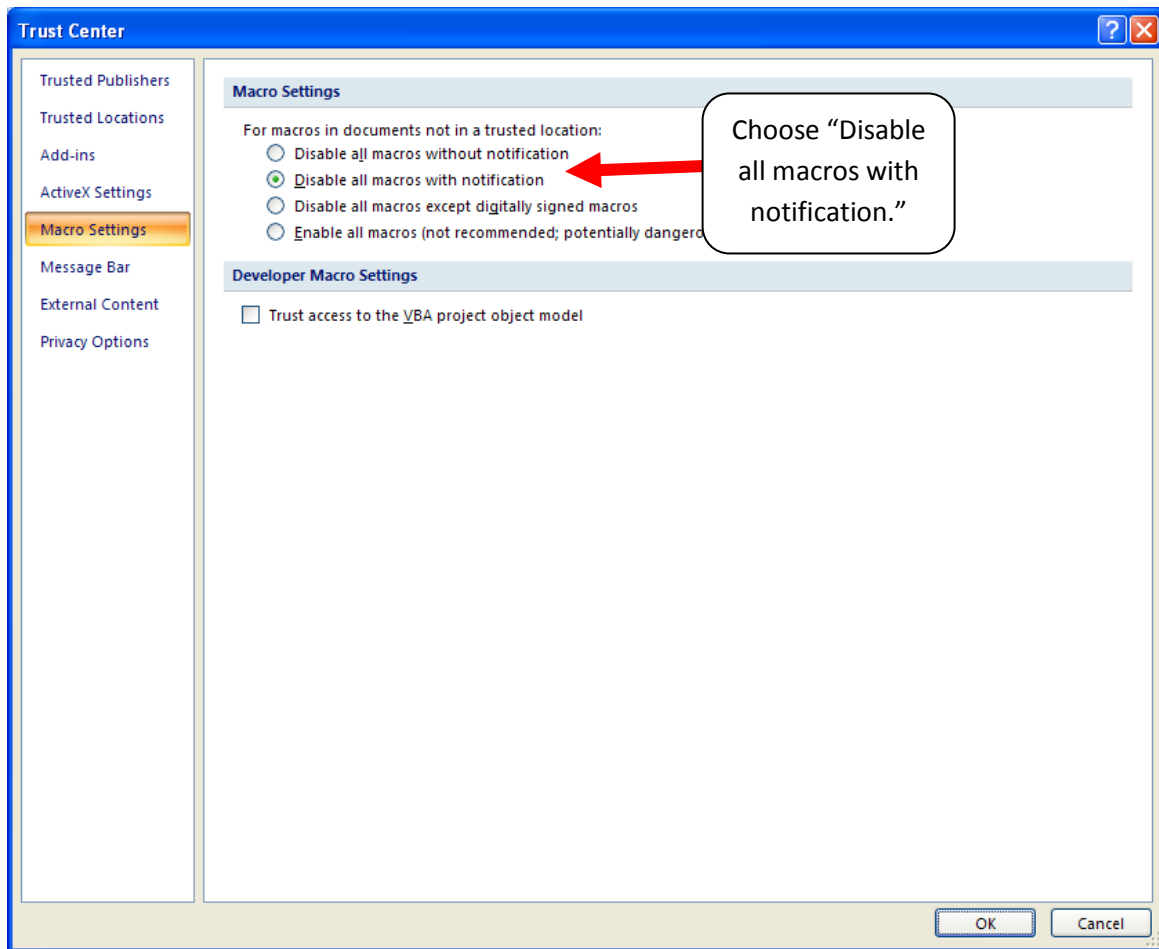 Trust Center
Trusted Publishers
Trusted Locations
Add-ins
ActiveX Settings
Macro Settings
Message Bar
External Content
Privacy Options
Macro Settings
For macros in documents not in a trusted location:
Disable all macros without notification
Disable all macros with notification
Disable all macros except digitally signed macros
Enable all macros (not recommended; potentially dangero
Choose “Disable
all macros with
notification.”
Developer Macro Settings
Trust access to the VBA project object model
OK
Cancel